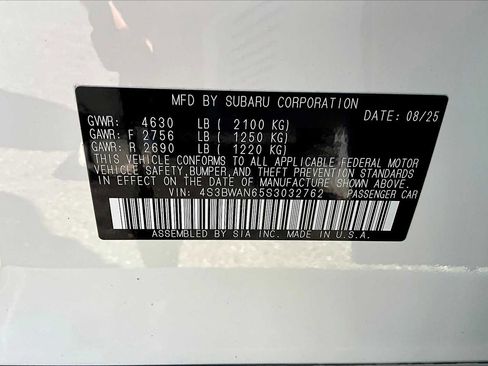 MFD BY SUBARU CORPORATION
DATE: 08/25
GVWR: 4630 LB ( 2100 KG)
GAWR: F 2756 LB ( 1250 KG)
GAWR: R 2690 LB ( 1220 KG)
THIS VEHICLE CONFORMS TO ALL APPLICABLE FEDERAL MOTOR
VEHICLE SAFETY,BUMPER,AND THEFT PREVENTION STANDARDS
IN EFFECT ON THE DATE OF MANUFACTURE SHOWN ABOVE.
VIN: 4S3BWAN65S3032762 PASSENGER CAR
ASSEMBLED BY SIA INC. MADE IN U.S.A.